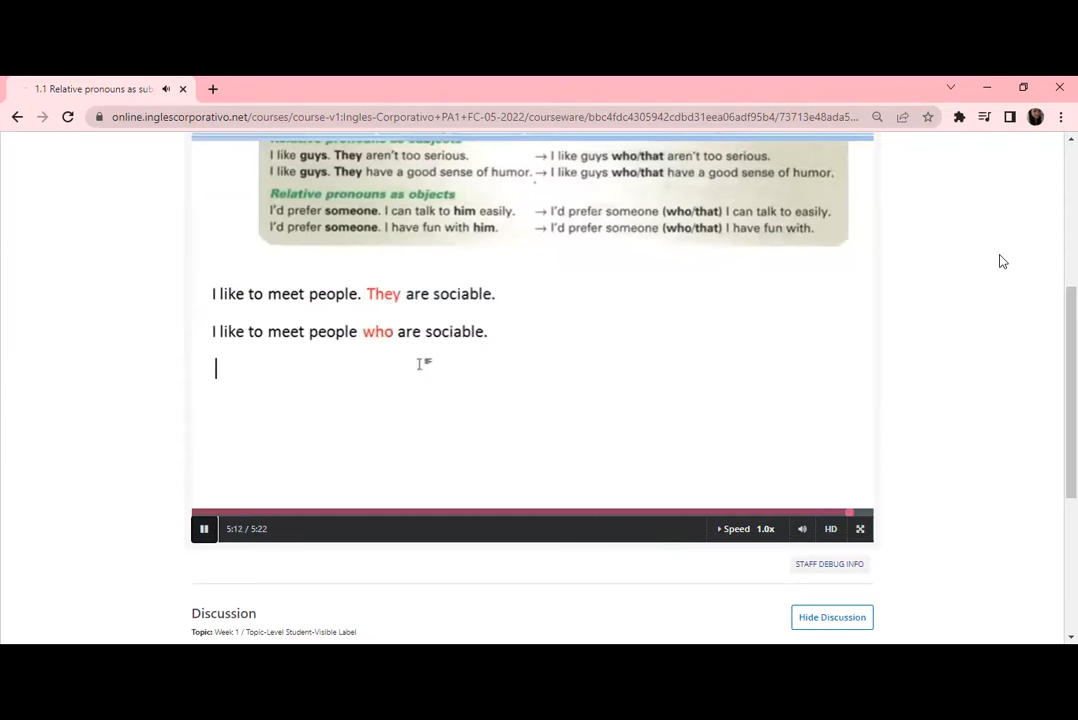 1.1 Relative pronouns as sub
online.inglescorporativo.net/courses/course-v1:Ingles-Corporativo+PA1+FC-05-2022/courseware/bbc4fdc4305942cdbd31eea06adf95b4/73713e48ada5...
Relative pronouns as subjects
I like guys. They aren't too serious. → I like guys who/that aren't too serious.
I like guys. They have a good sense of humor. → I like guys who/that have a good sense of humor.
Relative pronouns as objects
I'd prefer someone. I can talk to him easily. → I'd prefer someone (who/that) I can talk to easily.
I'd prefer someone. I have fun with him. → I'd prefer someone (who/that) I have fun with.
I like to meet people. They are sociable.
I like to meet people who are sociable.
5:12 / 5:22 Speed 1.0x HD
STAFF DEBUG INFO
Discussion
Hide Discussion
Topic: Week 1 / Topic-Level Student-Visible Label